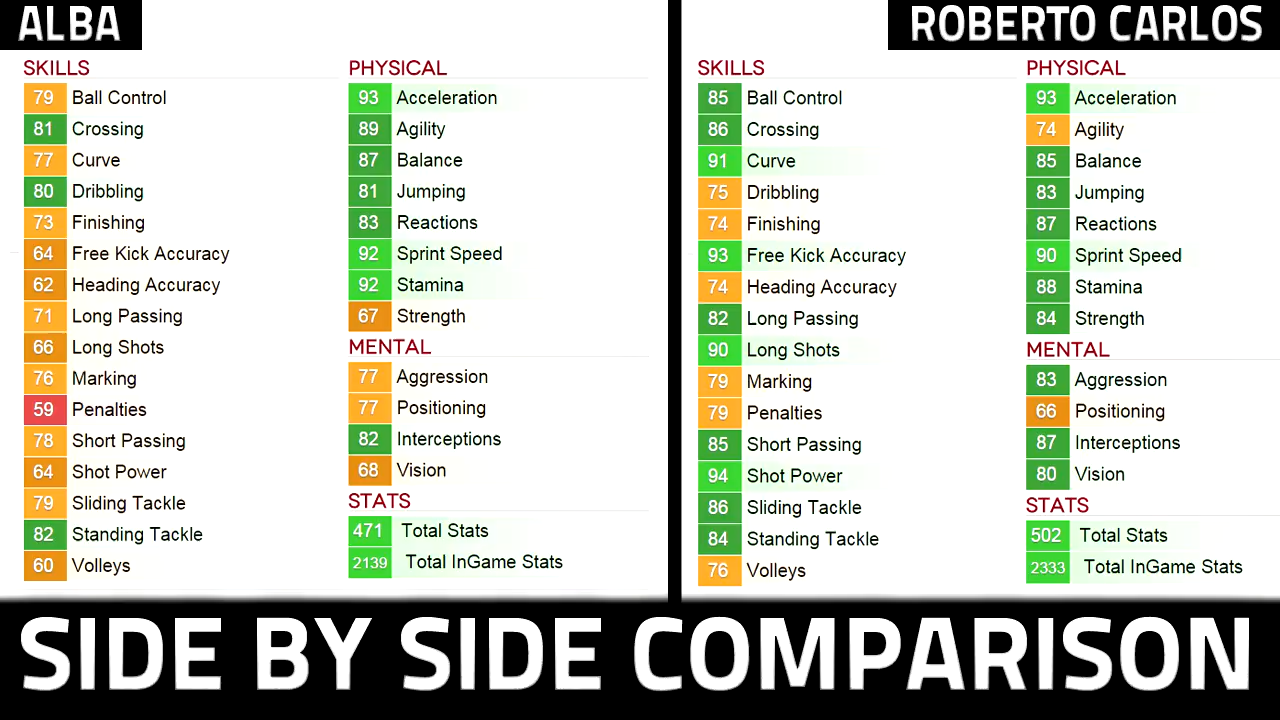 ALBA
SKILLS
79 Ball Control
81 Crossing
77 Curve
80 Dribbling
73 Finishing
64 Free Kick Accuracy
62 Heading Accuracy
71 Long Passing
66 Long Shots
76 Marking
59 Penalties
78 Short Passing
64 Shot Power
79 Sliding Tackle
82 Standing Tackle
60 Volleys
PHYSICAL
93 Acceleration
89 Agility
87 Balance
81 Jumping
83 Reactions
92 Sprint Speed
92 Stamina
67 Strength
MENTAL
77 Aggression
77 Positioning
82 Interceptions
68 Vision
STATS
471 Total Stats
2139 Total InGame Stats
ROBERTO CARLOS
SKILLS
85 Ball Control
86 Crossing
91 Curve
75 Dribbling
74 Finishing
93 Free Kick Accuracy
74 Heading Accuracy
82 Long Passing
90 Long Shots
79 Marking
79 Penalties
85 Short Passing
94 Shot Power
86 Sliding Tackle
84 Standing Tackle
76 Volleys
PHYSICAL
93 Acceleration
74 Agility
85 Balance
83 Jumping
87 Reactions
90 Sprint Speed
88 Stamina
84 Strength
MENTAL
83 Aggression
66 Positioning
87 Interceptions
80 Vision
STATS
502 Total Stats
2333 Total InGame Stats
SIDE BY SIDE COMPARISON